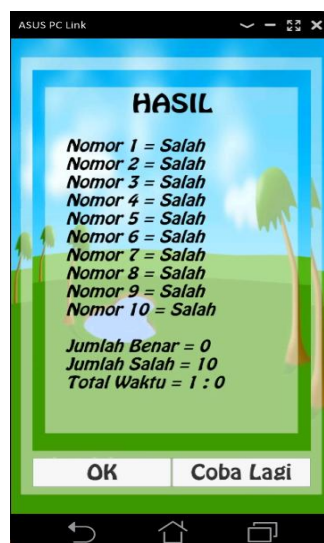 ASUS PC Link
HASIL
Nomor 1 = Salah
Nomor 2 = Salah
Nomor 3 = Salah
Nomor 4 = Salah
Nomor 5 = Salah
Nomor 6 = Salah
Nomor 7 = Salah
Nomor 8 = Salah
Nomor 9 = Salah
Nomor 10 = Salah
Jumlah Benar = 0
Jumlah Salah = 10
Total Waktu = 1 : 0
OK
Coba Lagi